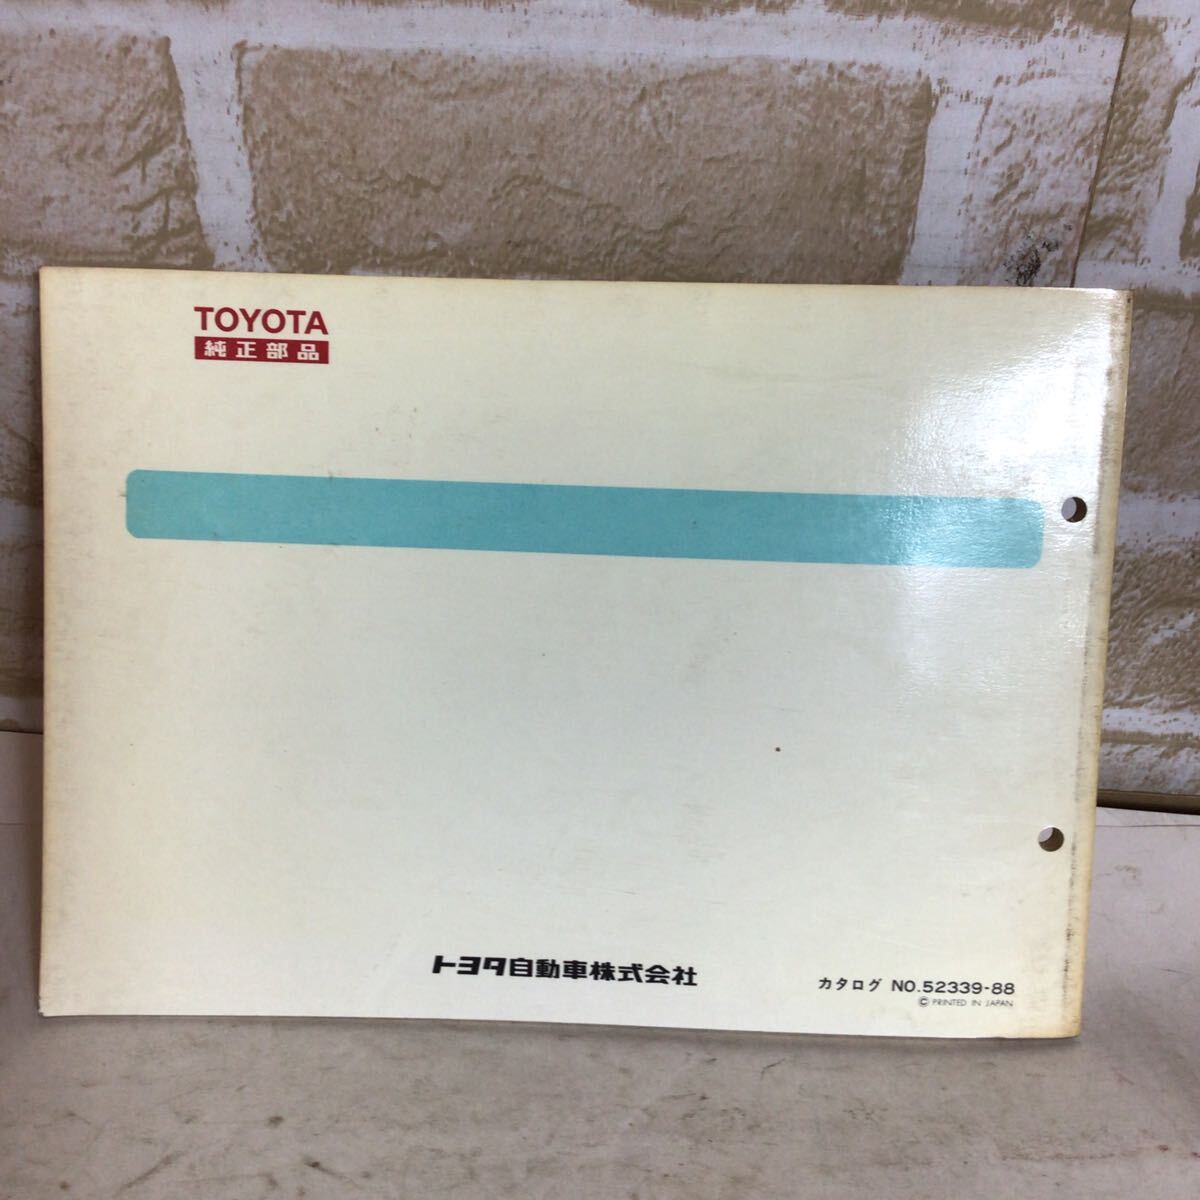 TOYOTA
純正部品
トヨタ自動車株式会社
カタログ NO.52339-88
© PRINTED IN JAPAN